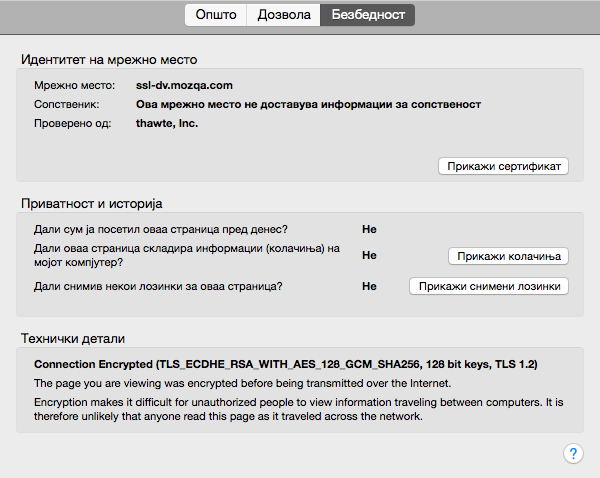 Општо Дозвола Безбедност
Идентитет на мрежно место
Мрежно место: ssl-dv.mozqa.com
Сопственик: Ова мрежно место не доставува информации за сопственост
Проверено од: thawte, Inc.
Прикажи сертификат
Приватност и историја
Дали сум ја посетил оваа страница пред денес? Не
Дали оваа страница складира информации (колачиња) на
мојот компјутер? Не Прикажи колачиња
Дали снимив некои лозинки за оваа страница? Не Прикажи снимени лозинки
Технички детали
Connection Encrypted (TLS_ECDHE_RSA_WITH_AES_128_GCM_SHA256, 128 bit keys, TLS 1.2)
The page you are viewing was encrypted before being transmitted over the Internet.
Encryption makes it difficult for unauthorized people to view information traveling between computers. It is
therefore unlikely that anyone read this page as it traveled across the network.
?